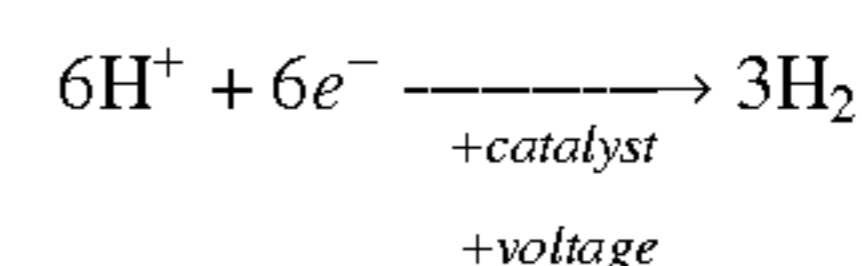 6H⁺ + 6e⁻ --------→ 3H₂
+catalyst
+voltage